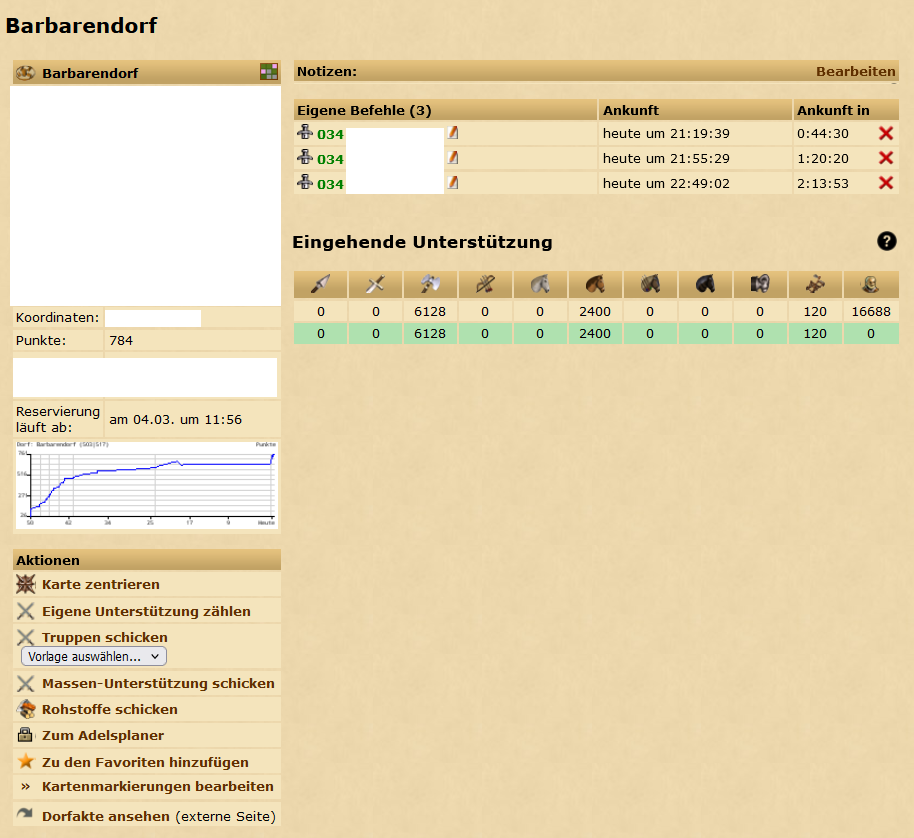 Barbarendorf
Barbarendorf
Koordinaten:
Punkte: 784
Reservierung läuft ab: am 04.03. um 11:56
Dorf: Barbarendorf (503|517) Punkte
761
516
271
26
50 42 34 25 17 9 Heute
Aktionen
Karte zentrieren
Eigene Unterstützung zählen
Truppen schicken
Vorlage auswählen...
Massen-Unterstützung schicken
Rohstoffe schicken
Zum Adelsplaner
Zu den Favoriten hinzufügen
» Kartenmarkierungen bearbeiten
Dorfakte ansehen (externe Seite)
Notizen: Bearbeiten
Eigene Befehle (3) Ankunft Ankunft in
034 heute um 21:19:39 0:44:30
034 heute um 21:55:29 1:20:20
034 heute um 22:49:02 2:13:53
Eingehende Unterstützung ?
0 0 6128 0 0 2400 0 0 0 120 16688
0 0 6128 0 0 2400 0 0 0 120 0